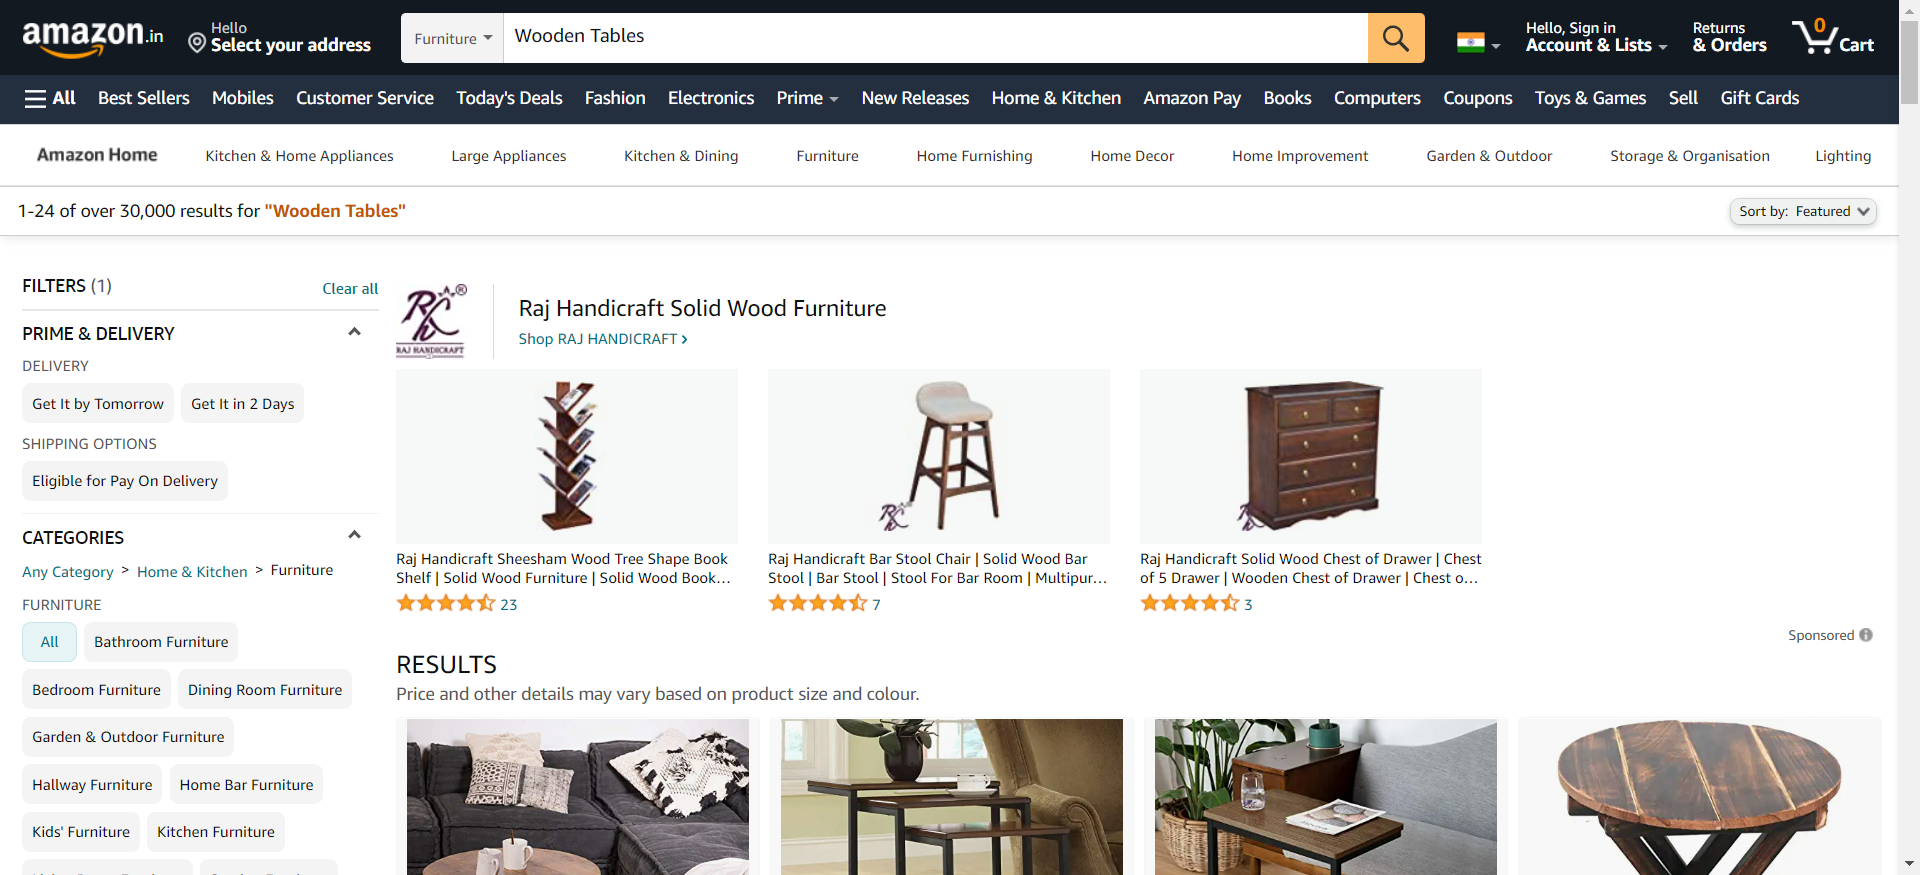 amazon.in
Hello
Select your address
Furniture
Wooden Tables
Hello, Sign in
Account & Lists
Returns
& Orders
0
Cart
All Best Sellers Mobiles Customer Service Today's Deals Fashion Electronics Prime New Releases Home & Kitchen Amazon Pay Books Computers Coupons Toys & Games Sell Gift Cards
Amazon Home Kitchen & Home Appliances Large Appliances Kitchen & Dining Furniture Home Furnishing Home Decor Home Improvement Garden & Outdoor Storage & Organisation Lighting
1-24 of over 30,000 results for "Wooden Tables"
Sort by: Featured
FILTERS (1)
Clear all
PRIME & DELIVERY
DELIVERY
Get It by Tomorrow Get It in 2 Days
SHIPPING OPTIONS
Eligible for Pay On Delivery
CATEGORIES
Any Category > Home & Kitchen > Furniture
FURNITURE
All Bathroom Furniture
Bedroom Furniture Dining Room Furniture
Garden & Outdoor Furniture
Hallway Furniture Home Bar Furniture
Kids' Furniture Kitchen Furniture
RAJ HANDICRAFT
Raj Handicraft Solid Wood Furniture
Shop RAJ HANDICRAFT ›
Raj Handicraft Sheesham Wood Tree Shape Book
Shelf | Solid Wood Furniture | Solid Wood Book...
23
Raj Handicraft Bar Stool Chair | Solid Wood Bar
Stool | Bar Stool | Stool For Bar Room | Multipur...
7
Raj Handicraft Solid Wood Chest of Drawer | Chest
of 5 Drawer | Wooden Chest of Drawer | Chest o...
3
Sponsored
RESULTS
Price and other details may vary based on product size and colour.